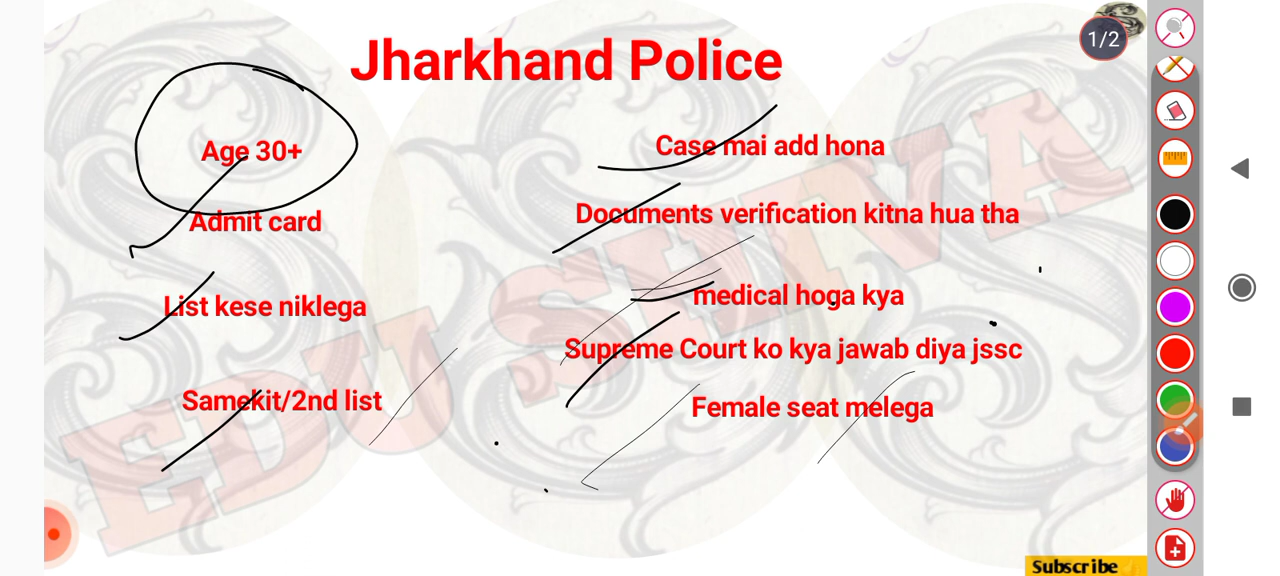 Jharkhand Police
1/2
Age 30+
Admit card
List kese niklega
Samekit/2nd list
Case mai add hona
Documents verification kitna hua tha
medical hoga kya
Supreme Court ko kya jawab diya jssc
Female seat melega
EDU SHIVA
Subscribe